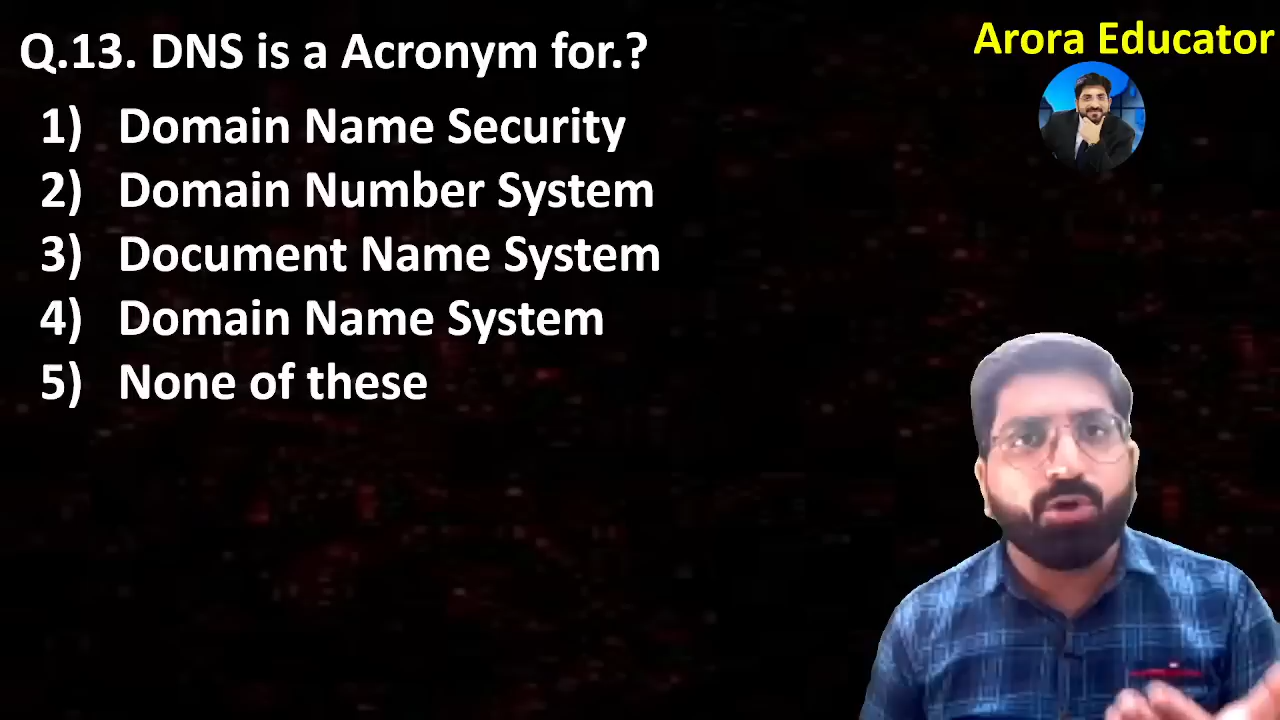 Q.13. DNS is a Acronym for.?
Arora Educator
1) Domain Name Security
2) Domain Number System
3) Document Name System
4) Domain Name System
5) None of these